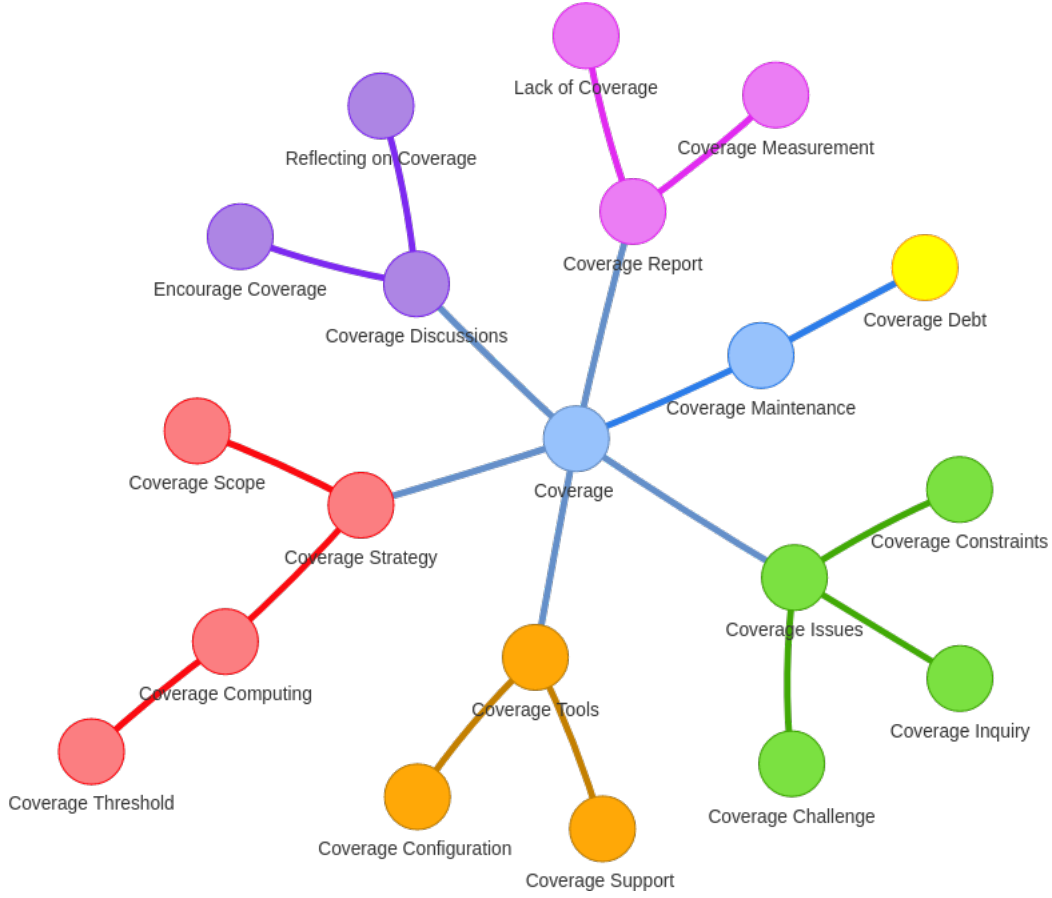 Lack of Coverage
Coverage Measurement
Reflecting on Coverage
Coverage Report
Encourage Coverage
Coverage Debt
Coverage Discussions
Coverage Maintenance
Coverage Scope
Coverage
Coverage Constraints
Coverage Strategy
Coverage Issues
Coverage Computing
Coverage Tools
Coverage Inquiry
Coverage Threshold
Coverage Challenge
Coverage Configuration
Coverage Support